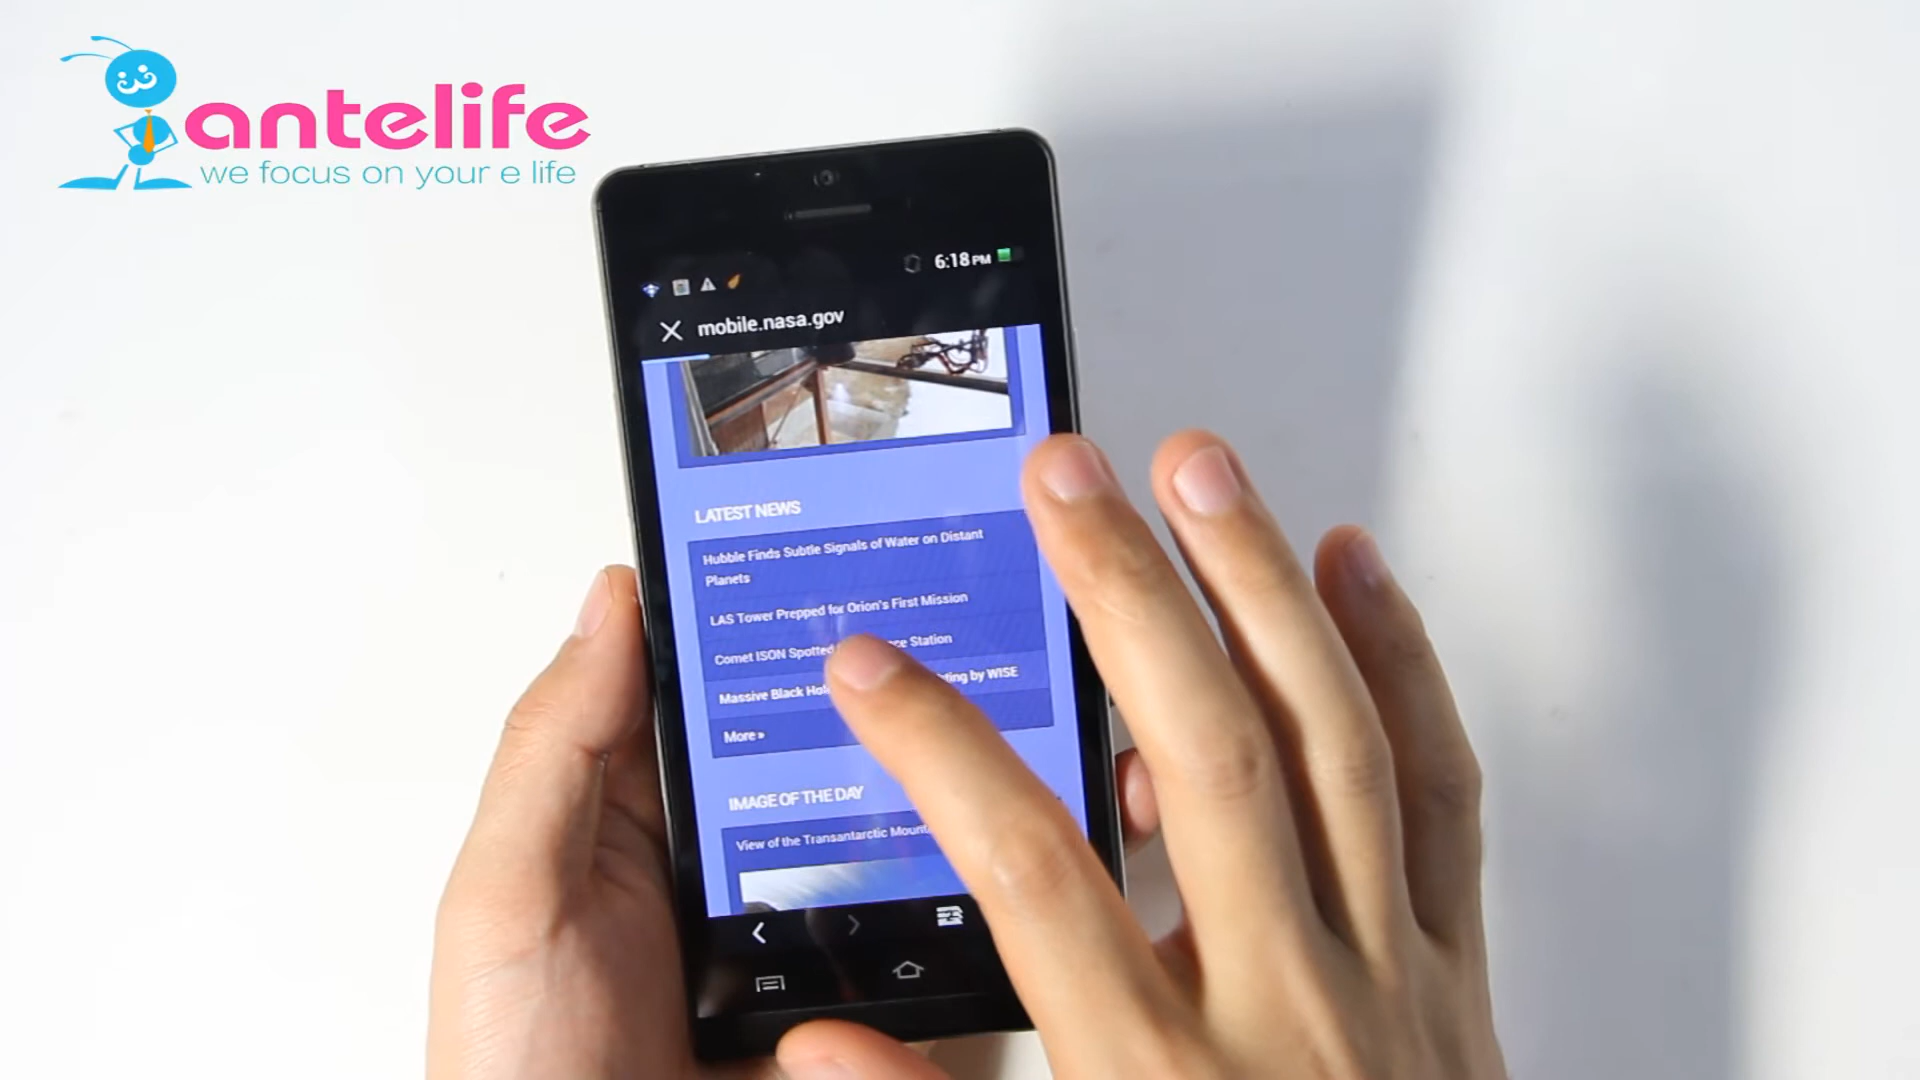 antelife
we focus on your e life
6:18 PM
mobile.nasa.gov
LATEST NEWS
Hubble Finds Subtle Signals of Water on Distant
Planets
LAS Tower Prepped for Orion's First Mission
Comet ISON Spotted Station
Massive Black by WISE
More »
IMAGE OF THE DAY
View of the Transantarctic